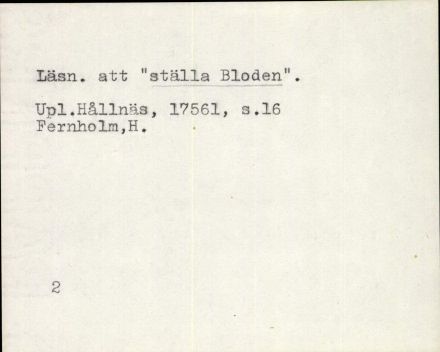 Läsn. att "ställa Bloden".
Upl.Hållnäs, 17561, s.16
Fernholm,H.
2